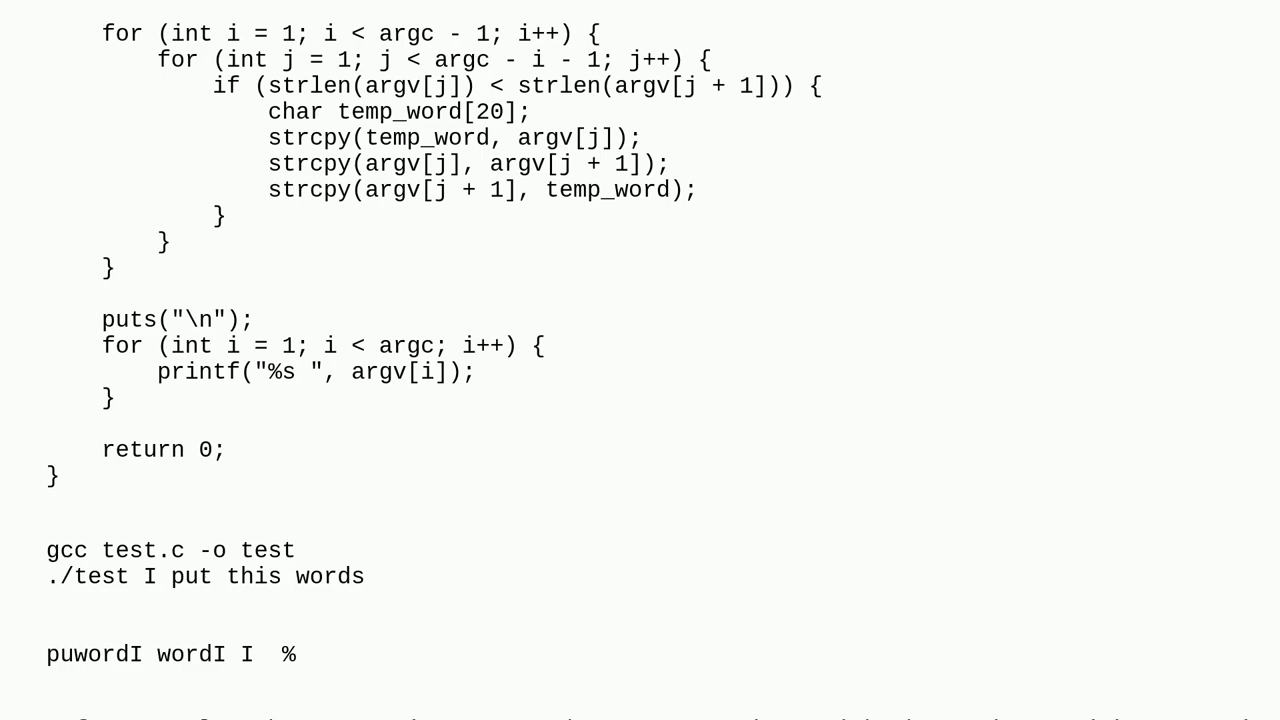 for (int i = 1; i < argc - 1; i++) {
for (int j = 1; j < argc - i - 1; j++) {
if (strlen(argv[j]) < strlen(argv[j + 1])) {
char temp_word[20];
strcpy(temp_word, argv[j]);
strcpy(argv[j], argv[j + 1]);
strcpy(argv[j + 1], temp_word);
}
}
}
puts("\n");
for (int i = 1; i < argc; i++) {
printf("%s ", argv[i]);
}
return 0;
}
gcc test.c -o test
./test I put this words
puwordI wordI I  %